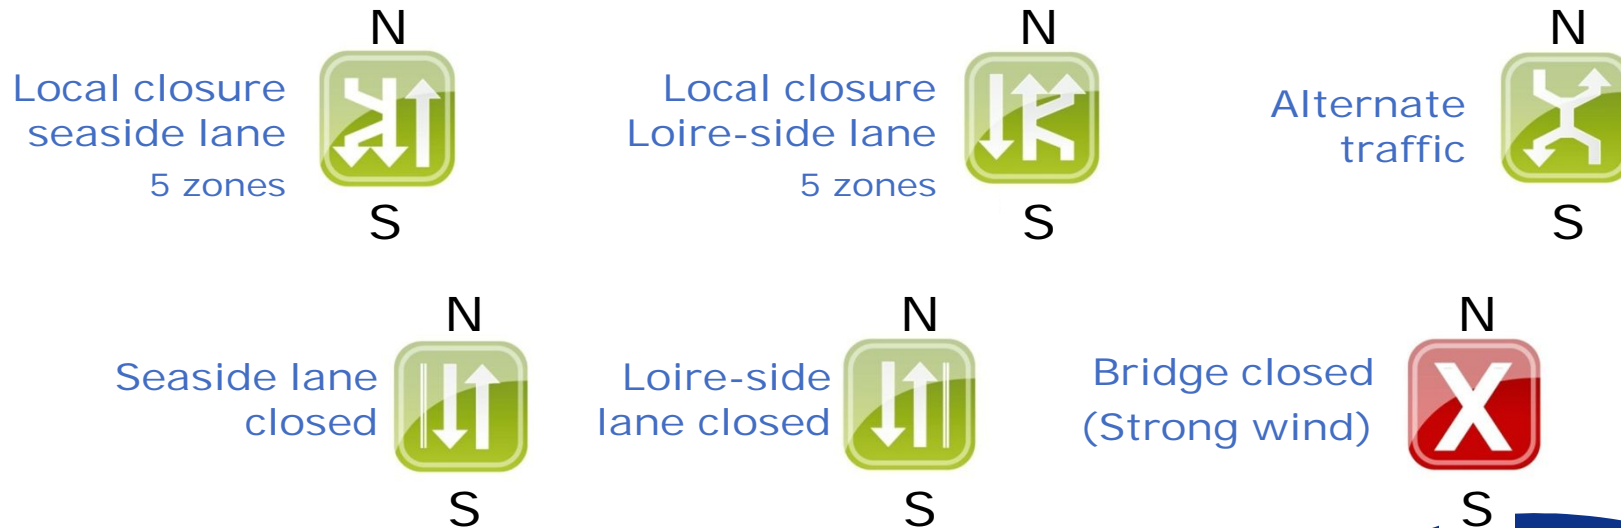 N
Local closure
seaside lane
5 zones
S
N
Local closure
Loire-side lane
5 zones
S
N
Alternate
traffic
S
N
Seaside lane
closed
S
N
Loire-side
lane closed
S
N
Bridge closed
(Strong wind)
X
S